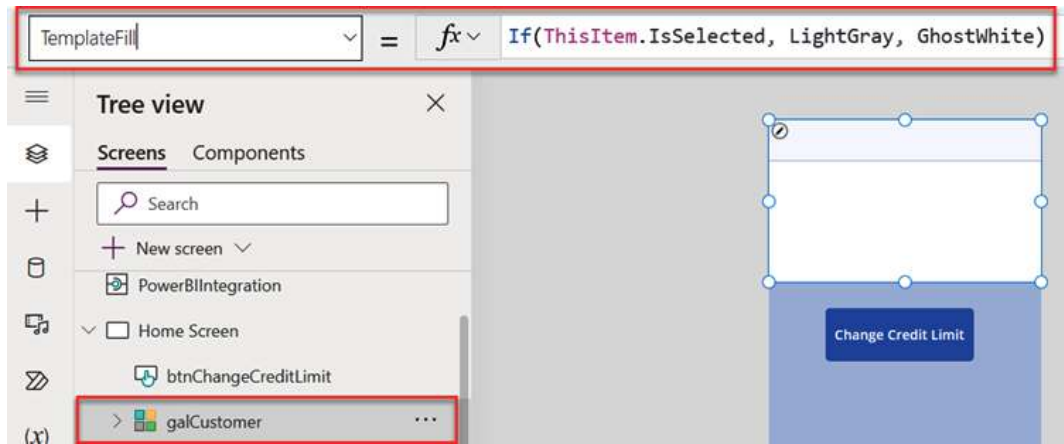 TemplateFill = fx If(ThisItem.IsSelected, LightGray, GhostWhite)
Tree view
Screens Components
Search
New screen
PowerBIIntegration
Home Screen
Change Credit Limit
btnChangeCreditLimit
galCustomer ...
(x)